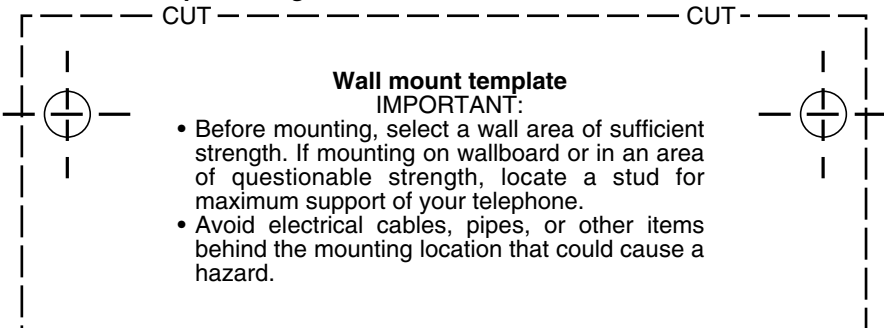 CUT CUT
Wall mount template
IMPORTANT:
• Before mounting, select a wall area of sufficient
strength. If mounting on wallboard or in an area
of questionable strength, locate a stud for
maximum support of your telephone.
• Avoid electrical cables, pipes, or other items
behind the mounting location that could cause a
hazard.